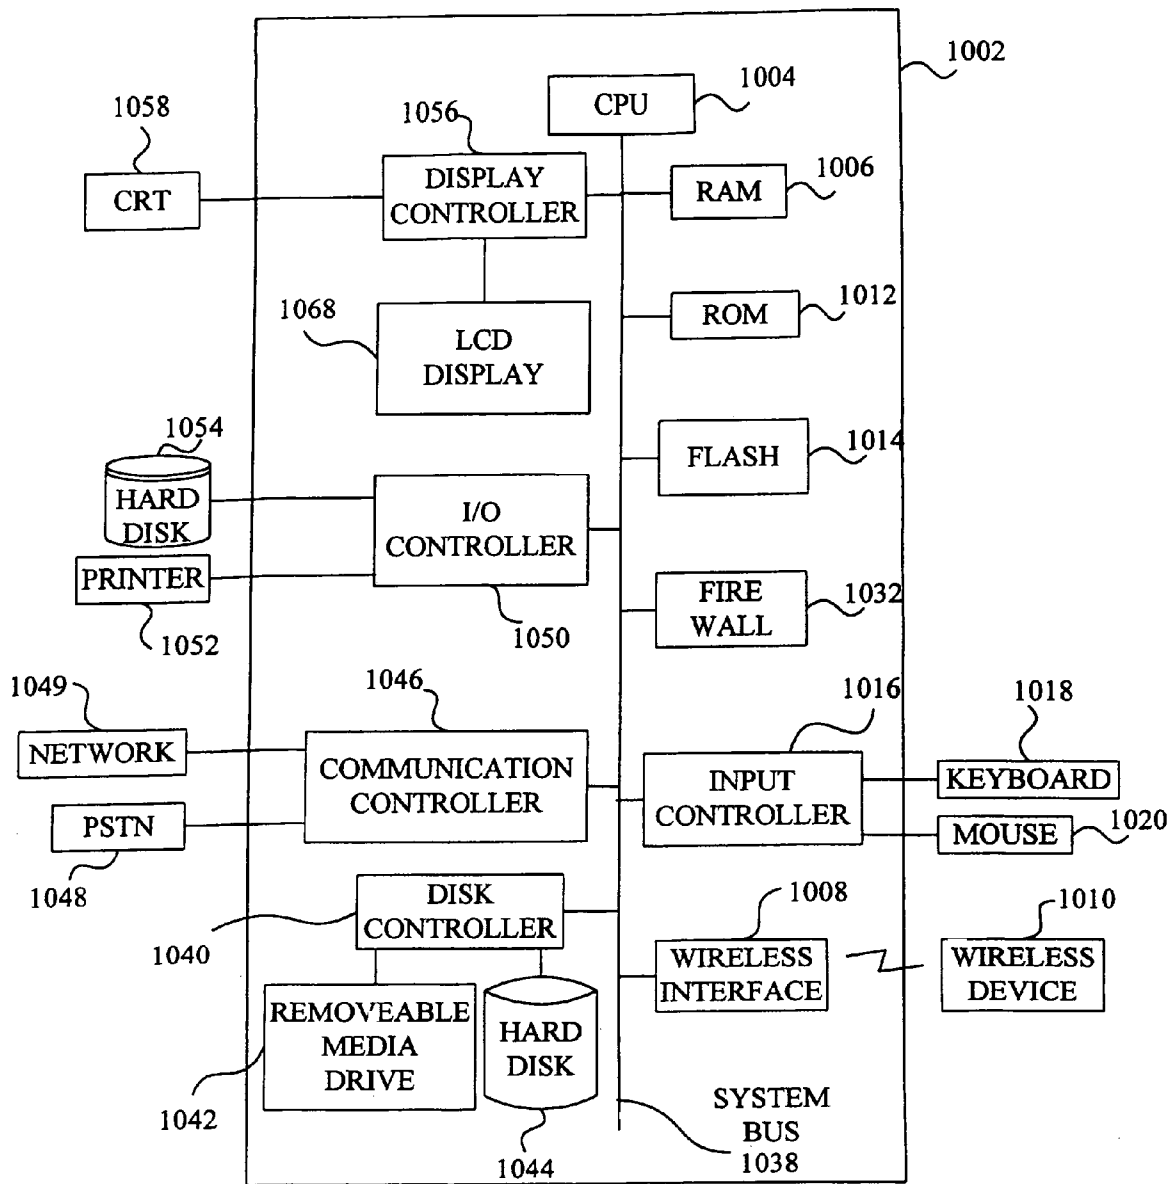 1002
1004
CPU
1058
1056
CRT
DISPLAY
CONTROLLER
RAM
1006
1068
LCD
DISPLAY
ROM
1012
1054
HARD
DISK
I/O
CONTROLLER
FLASH
1014
PRINTER
1052
1050
FIRE
WALL
1032
1049
1046
1016
1018
NETWORK
COMMUNICATION
CONTROLLER
INPUT
CONTROLLER
KEYBOARD
PSTN
1048
MOUSE
1020
DISK
CONTROLLER
1040
1008
1010
WIRELESS
INTERFACE
WIRELESS
DEVICE
REMOVEABLE
MEDIA
DRIVE
1042
HARD
DISK
1044
SYSTEM
BUS
1038